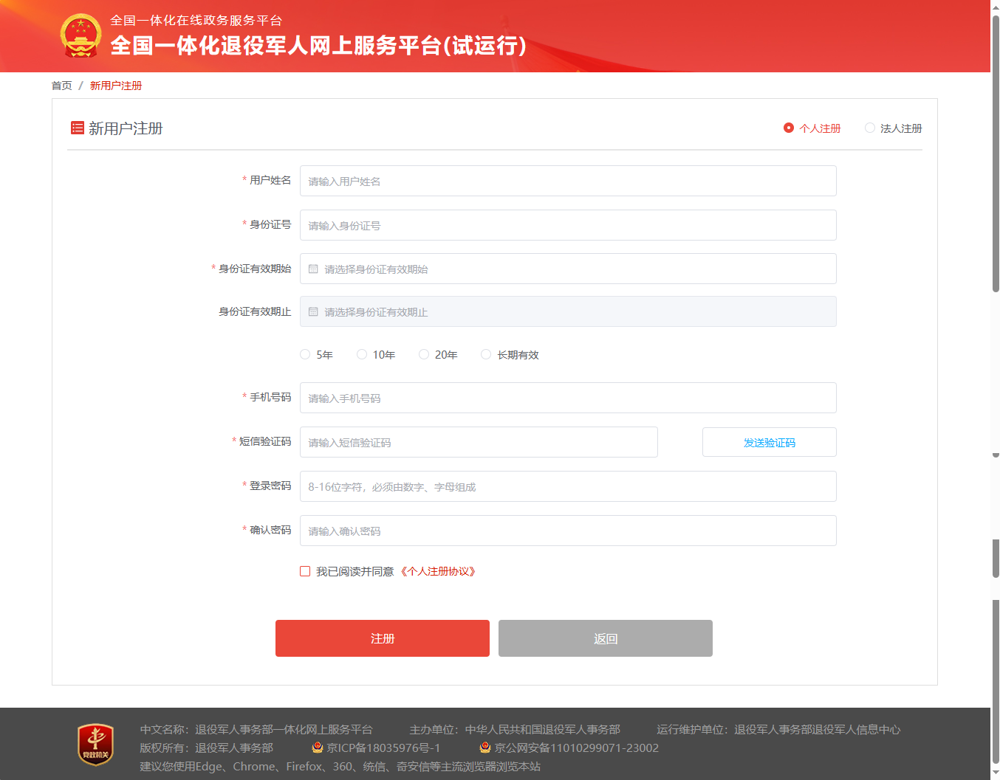 全国一体化在线政务服务平台
全国一体化退役军人网上服务平台(试运行)
首页 / 新用户注册
新用户注册 个人注册 法人注册
* 用户姓名 请输入用户姓名
* 身份证号 请输入身份证号
* 身份证有效期始 请选择身份证有效期始
身份证有效期止 请选择身份证有效期止
5年 10年 20年 长期有效
* 手机号码 请输入手机号码
* 短信验证码 请输入短信验证码 发送验证码
* 登录密码 8-16位字符，必须由数字、字母组成
* 确认密码 请输入确认密码
我已阅读并同意《个人注册协议》
注册 返回
党政机关
中文名称：退役军人事务部一体化网上服务平台 主办单位：中华人民共和国退役军人事务部 运行维护单位：退役军人事务部退役军人信息中心
版权所有：退役军人事务部 京ICP备18035976号-1 京公网安备11010299071-23002
建议您使用Edge、Chrome、Firefox、360、统信、奇安信等主流浏览器浏览本站